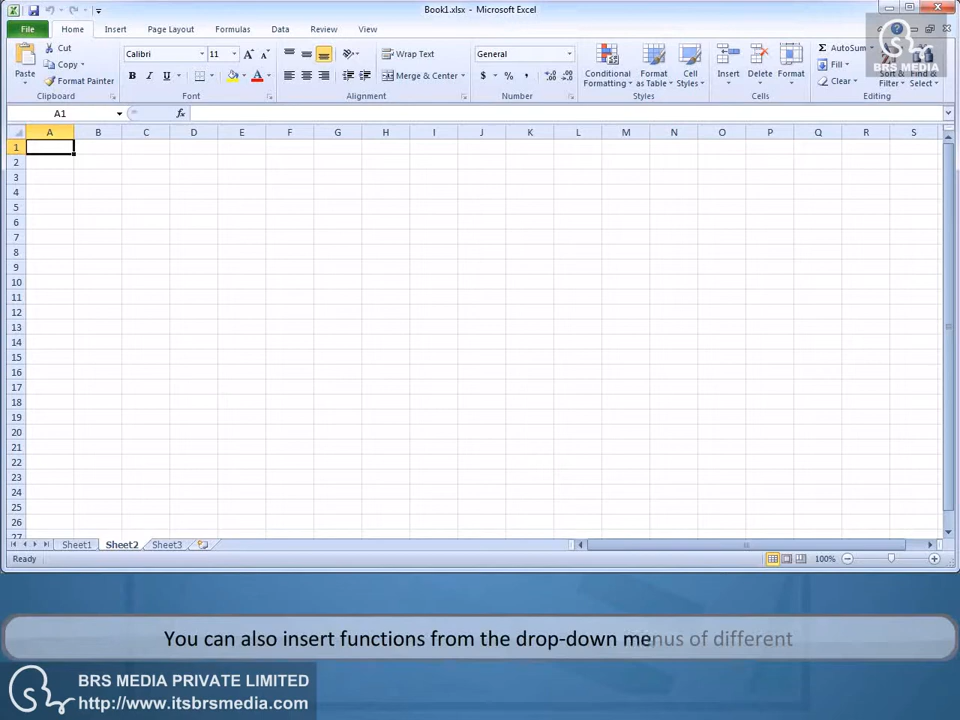 Book1.xlsx - Microsoft Excel
File Home Insert Page Layout Formulas Data Review View
BRS MEDIA
Paste
Cut
Copy
Format Painter
Clipboard
Calibri 11
B I U A
Font
Wrap Text
Merge & Center
Alignment
General
$ % ,
Number
Conditional Formatting
Format as Table
Cell Styles
Styles
Insert Delete Format
Cells
AutoSum
Fill
Clear
Sort & Filter
Find & Select
Editing
A1 fx
A B C D E F G H I J K L M N O P Q R S
1
2
3
4
5
6
7
8
9
10
11
12
13
14
15
16
17
18
19
20
21
22
23
24
25
26
27
Sheet1 Sheet2 Sheet3
Ready 100%
You can also insert functions from the drop-down menus of different
BRS MEDIA PRIVATE LIMITED
http://www.itsbrsmedia.com